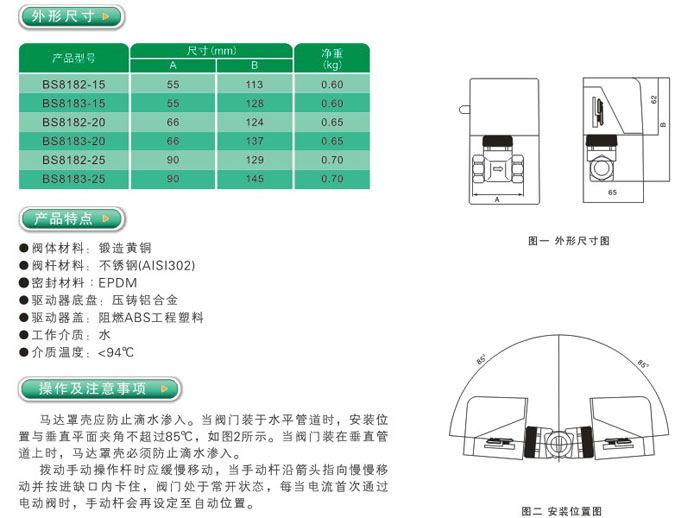 外形尺寸
产品型号 尺寸(mm) 净重(kg)
A B
BS8182-15 55 113 0.60
BS8183-15 55 128 0.60
BS8182-20 66 124 0.65
BS8183-20 66 137 0.65
BS8182-25 90 129 0.70
BS8183-25 90 145 0.70
产品特点
●阀体材料：锻造黄铜
●阀杆材料：不锈钢(AISI302)
●密封材料：EPDM
●驱动器底盘：压铸铝合金
●驱动器盖：阻燃ABS工程塑料
●工作介质：水
●介质温度：<94℃
操作及注意事项
马达罩壳应防止滴水渗入。当阀门装于水平管道时，安装位
置与垂直平面夹角不超过85℃，如图2所示。当阀门装在垂直管
道上时，马达罩壳必须防止滴水渗入。
拨动手动操作杆时应缓慢移动，当手动杆沿箭头指向慢慢移
动并按进缺口内卡住，阀门处于常开状态，每当电流首次通过
电动阀时，手动杆会再设定至自动位置。
62
B
A
65
图一 外形尺寸图
85°
85°
图二 安装位置图